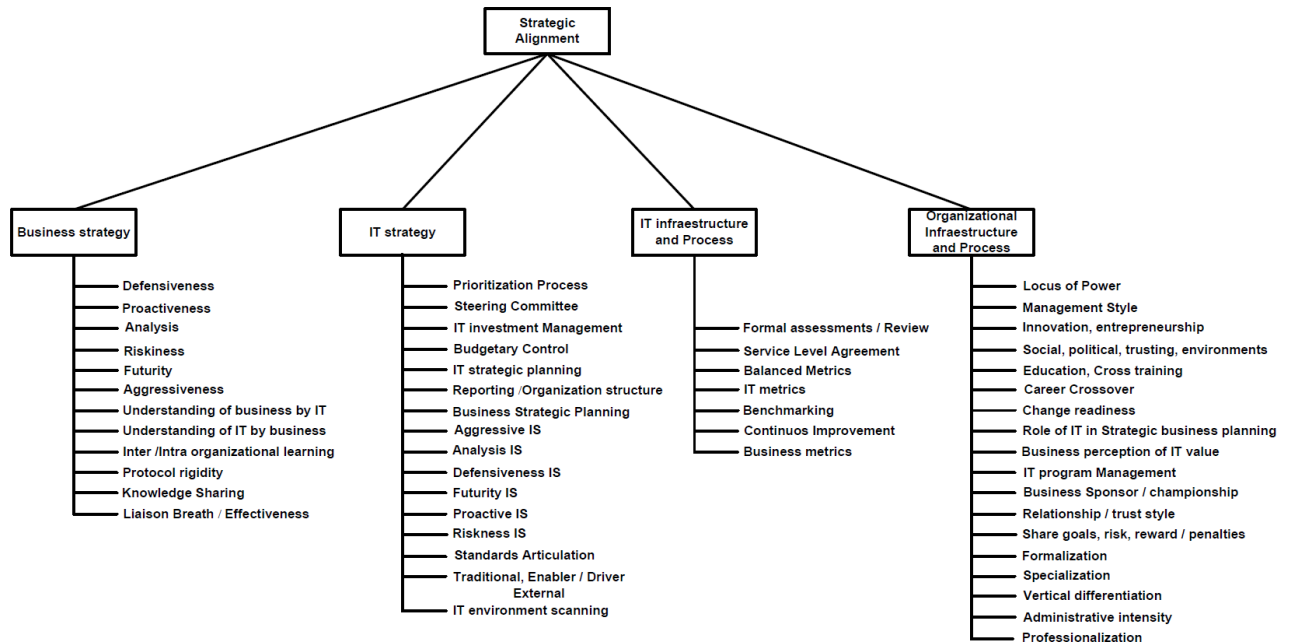 Strategic
Alignment
Business strategy
Defensiveness
Proactiveness
Analysis
Riskiness
Futurity
Aggressiveness
Understanding of business by IT
Understanding of IT by business
Inter /Intra organizational learning
Protocol rigidity
Knowledge Sharing
Liaison Breath / Effectiveness
IT strategy
Prioritization Process
Steering Committee
IT investment Management
Budgetary Control
IT strategic planning
Reporting /Organization structure
Business Strategic Planning
Aggressive IS
Analysis IS
Defensiveness IS
Futurity IS
Proactive IS
Riskness IS
Standards Articulation
Traditional, Enabler / Driver
External
IT environment scanning
IT infraestructure
and Process
Formal assessments / Review
Service Level Agreement
Balanced Metrics
IT metrics
Benchmarking
Continuos Improvement
Business metrics
Organizational
Infraestructure
and Process
Locus of Power
Management Style
Innovation, entrepreneurship
Social, political, trusting, environments
Education, Cross training
Career Crossover
Change readiness
Role of IT in Strategic business planning
Business perception of IT value
IT program Management
Business Sponsor / championship
Relationship / trust style
Share goals, risk, reward / penalties
Formalization
Specialization
Vertical differentiation
Administrative intensity
Professionalization